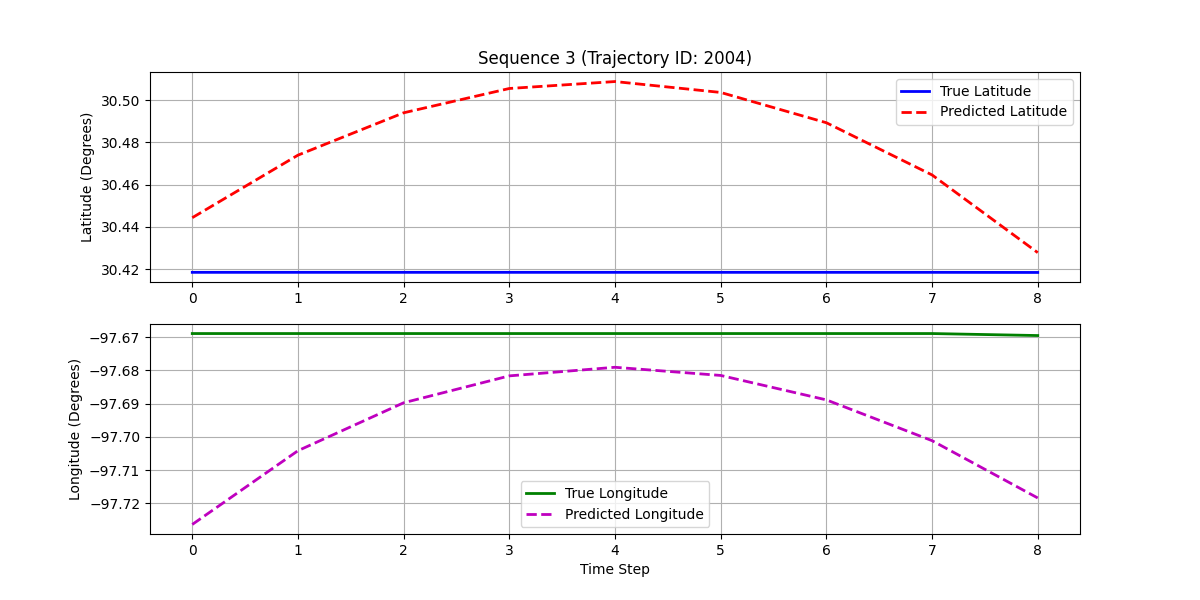 Sequence 3 (Trajectory ID: 2004)
Latitude (Degrees)
30.50
30.48
30.46
30.44
30.42
True Latitude
Predicted Latitude
0 1 2 3 4 5 6 7 8
Longitude (Degrees)
−97.67
−97.68
−97.69
−97.70
−97.71
−97.72
True Longitude
Predicted Longitude
0 1 2 3 4 5 6 7 8
Time Step